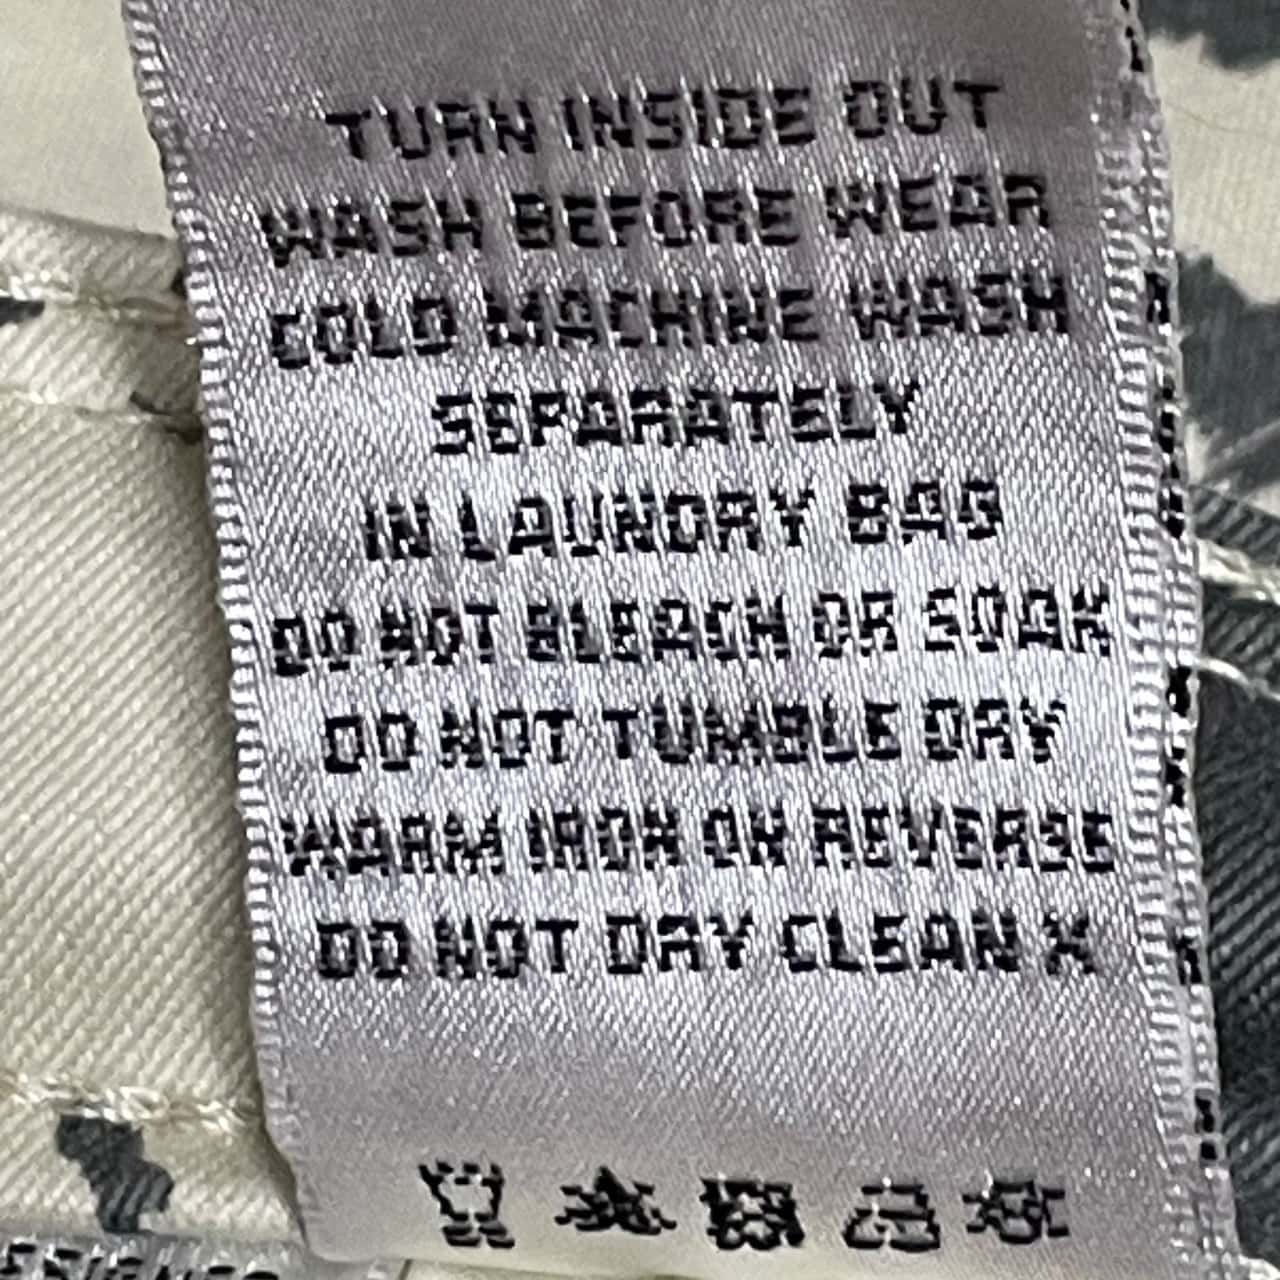 TURN INSIDE OUT
WASH BEFORE WEAR
COLD MACHINE WASH
SEPARATELY
IN LAUNDRY BAG
DO NOT BLEACH OR SOAK
DO NOT TUMBLE DRY
WARM IRON ON REVERSE
DO NOT DRY CLEAN X